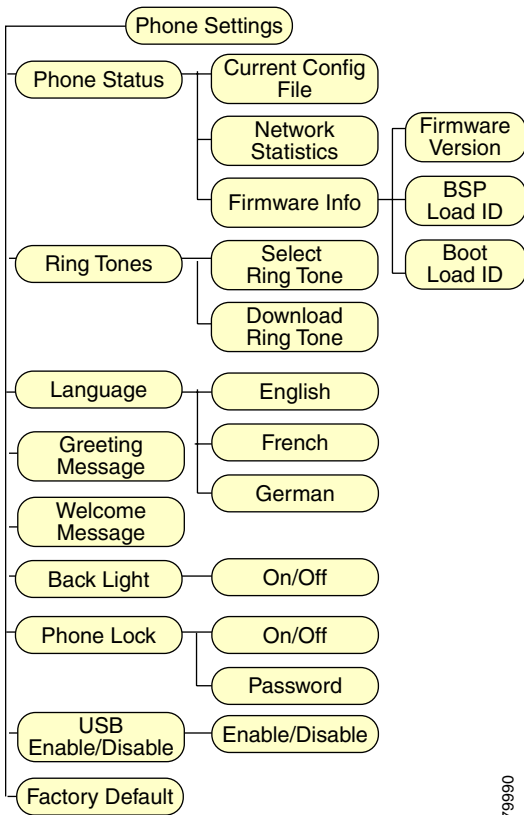 Phone Settings
Phone Status
Current Config
File
Network
Statistics
Firmware Info
Firmware
Version
BSP
Load ID
Boot
Load ID
Ring Tones
Select
Ring Tone
Download
Ring Tone
Language
English
French
German
Greeting
Message
Welcome
Message
Back Light
On/Off
Phone Lock
On/Off
Password
USB
Enable/Disable
Enable/Disable
Factory Default